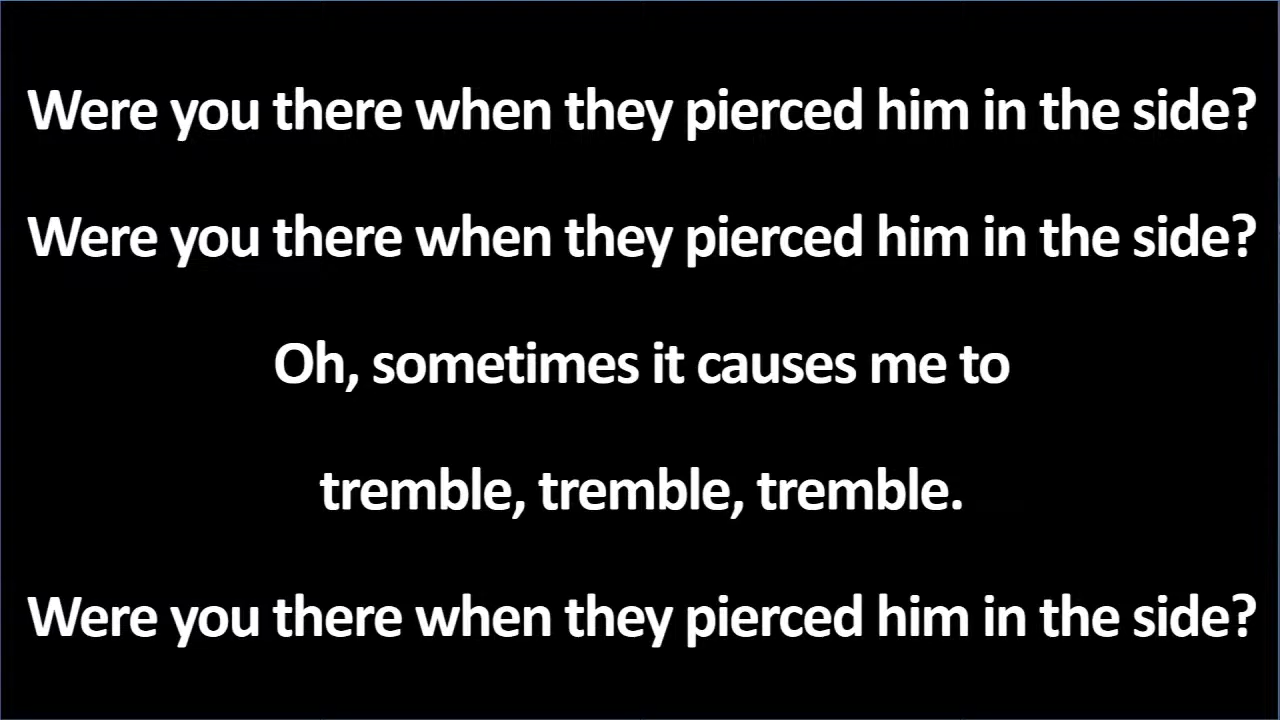 Were you there when they pierced him in the side?
Were you there when they pierced him in the side?
Oh, sometimes it causes me to
tremble, tremble, tremble.
Were you there when they pierced him in the side?